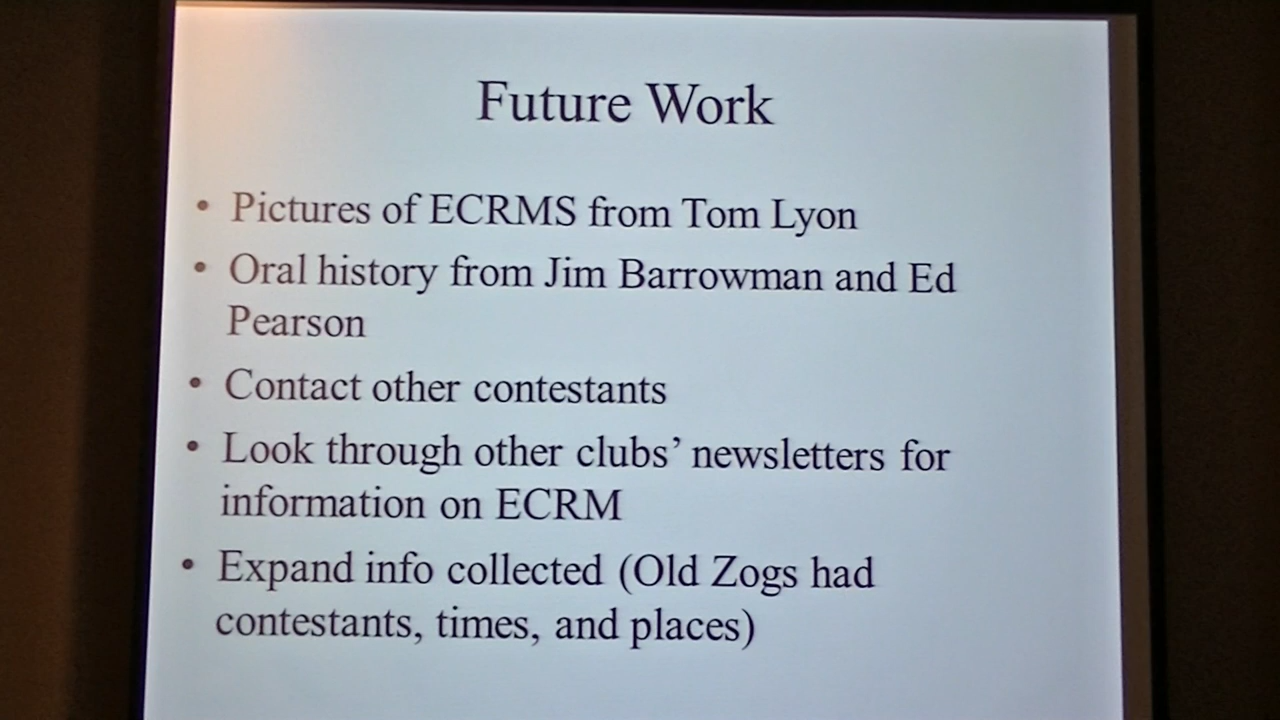 Future Work
• Pictures of ECRMS from Tom Lyon
• Oral history from Jim Barrowman and Ed
Pearson
• Contact other contestants
• Look through other clubs’ newsletters for
information on ECRM
• Expand info collected (Old Zogs had
contestants, times, and places)